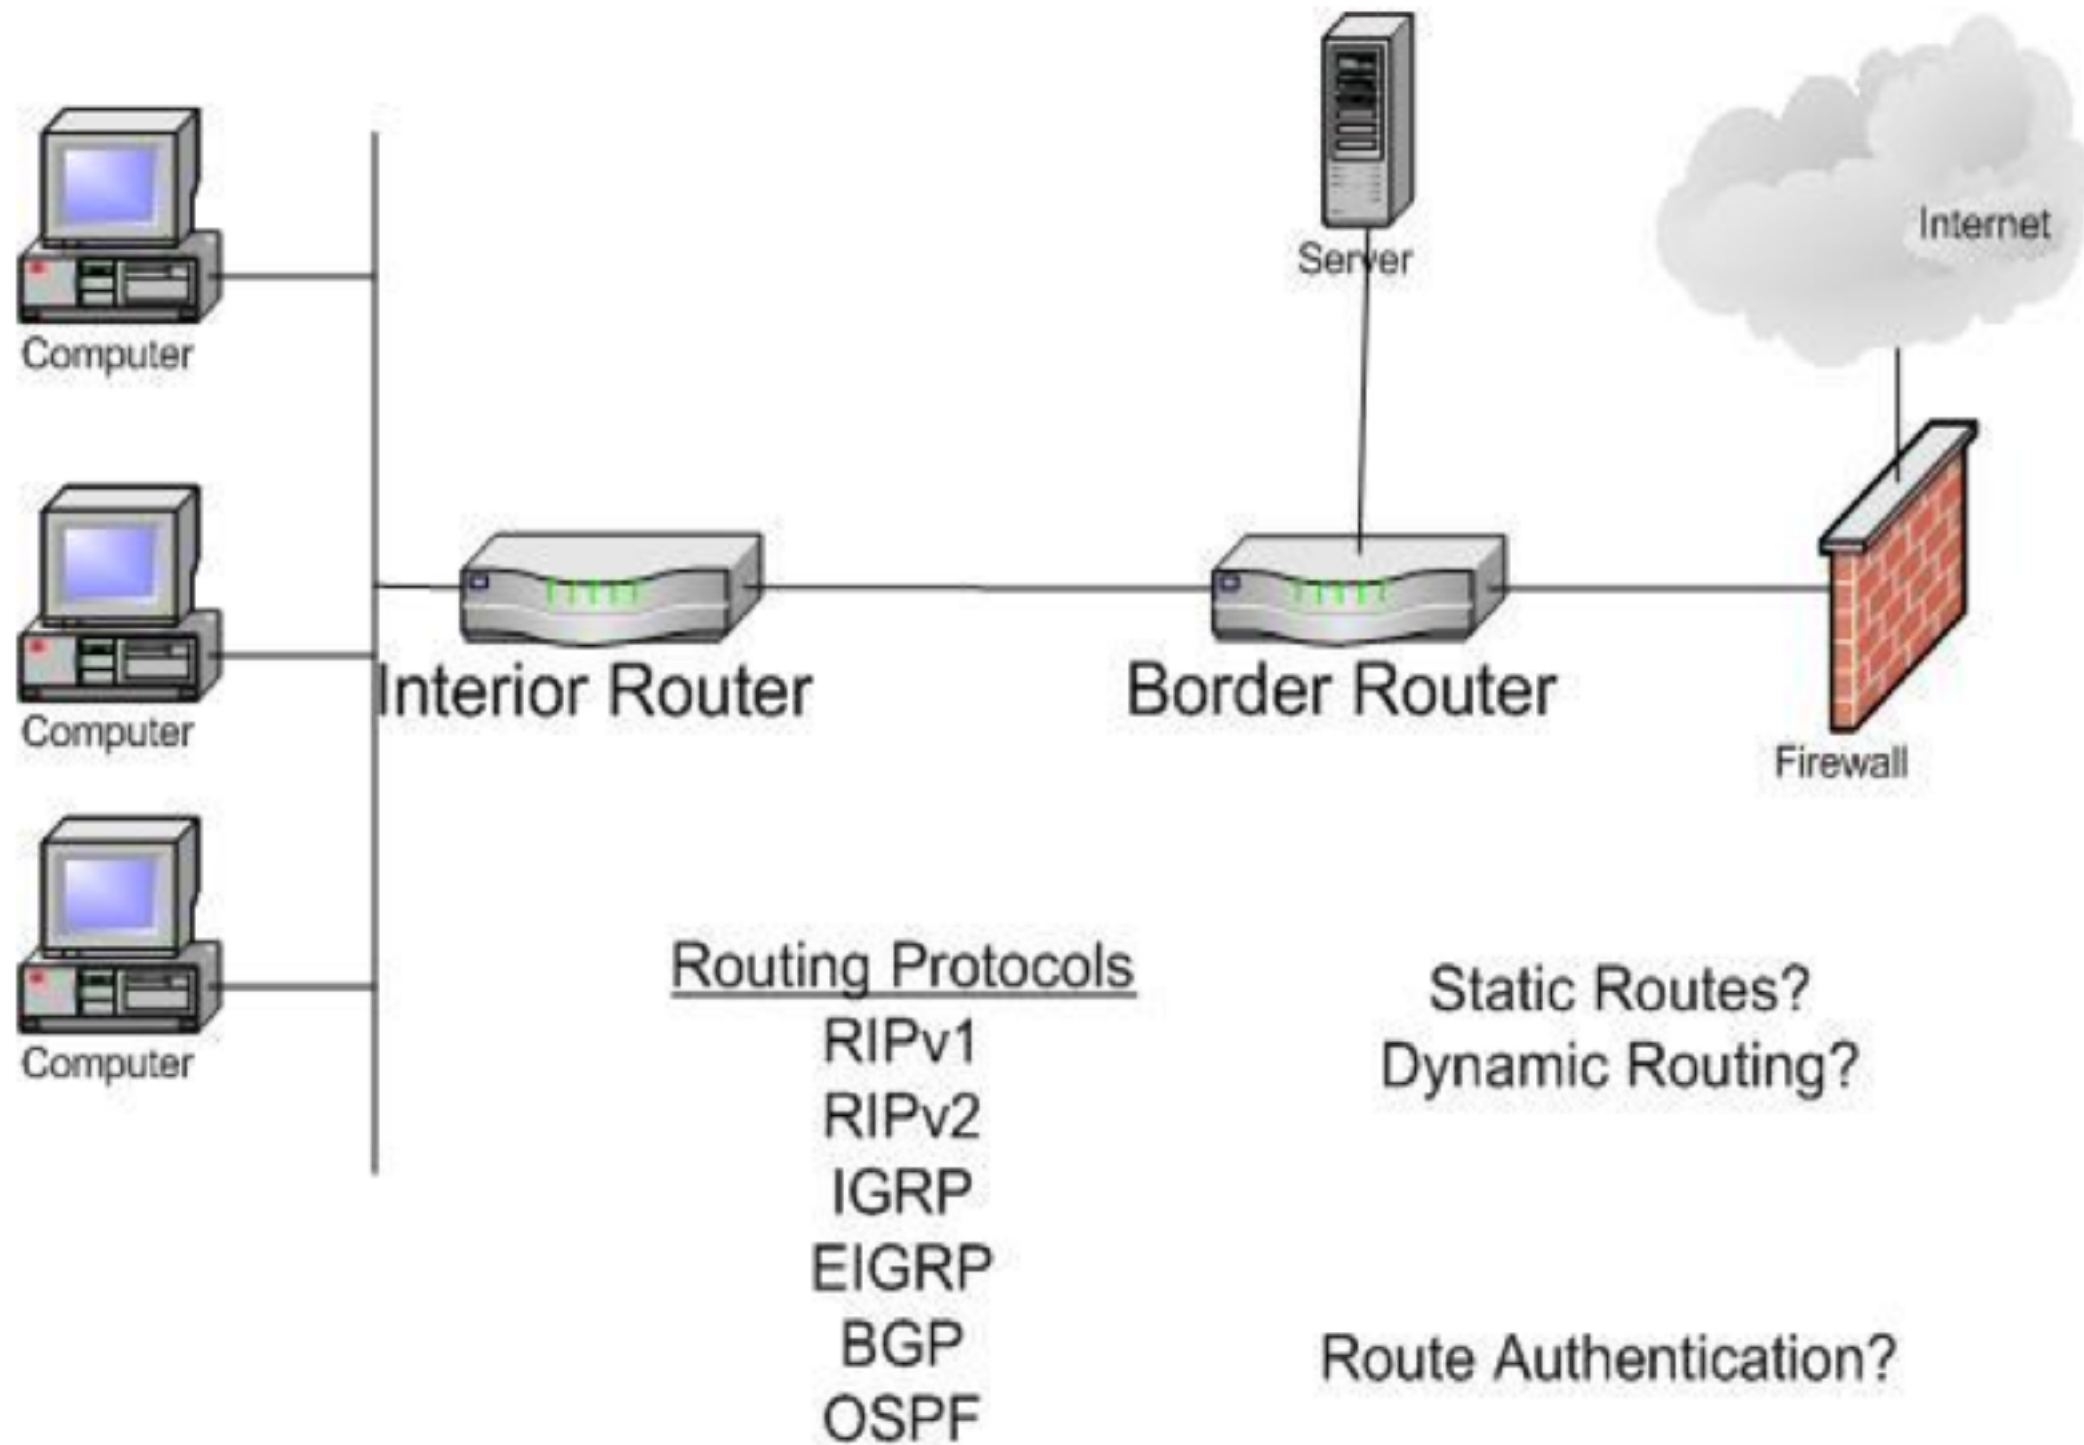 Server
Internet
Computer
Computer
Interior Router
Border Router
Firewall
Computer
Routing Protocols
RIPv1
RIPv2
IGRP
EIGRP
BGP
OSPF
Static Routes?
Dynamic Routing?
Route Authentication?